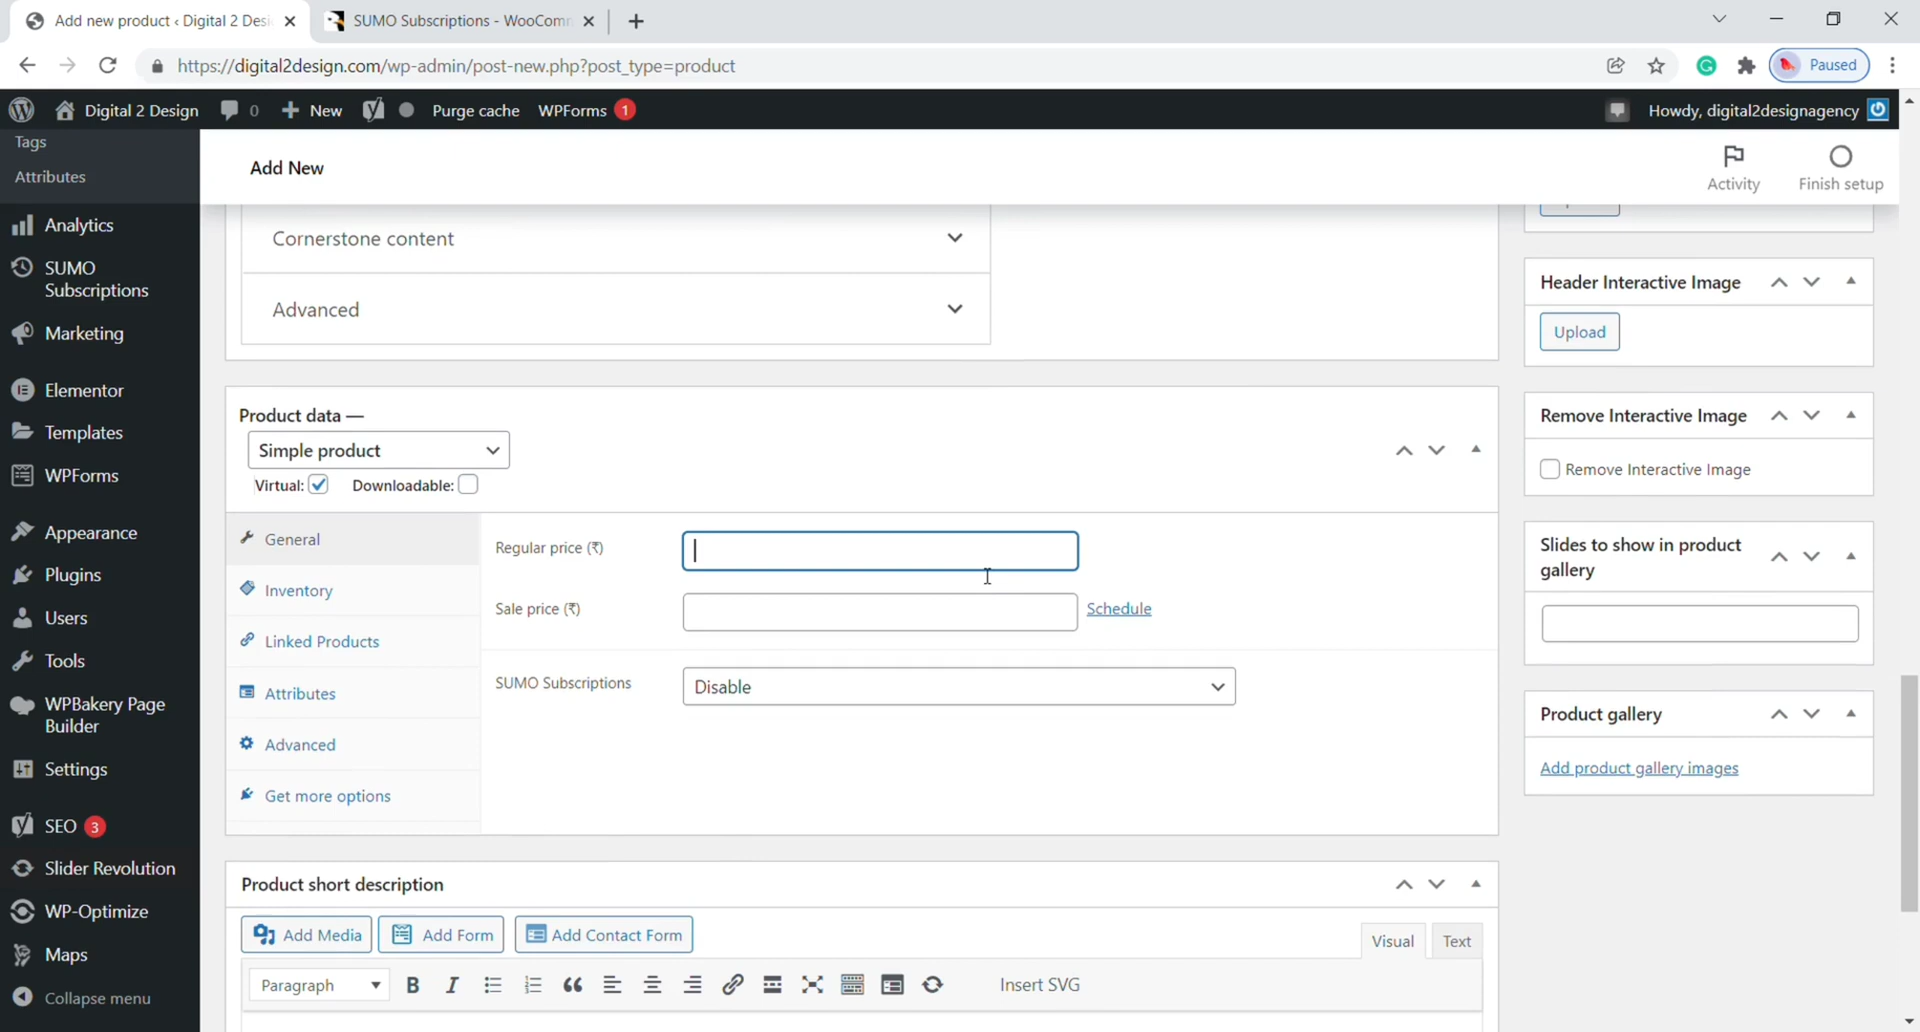 Add new product ‹ Digital 2 Desi
SUMO Subscriptions - WooComm
https://digital2design.com/wp-admin/post-new.php?post_type=product
Paused
Digital 2 Design
0
New
Purge cache
WPForms 1
Howdy, digital2designagency
Tags
Attributes
Analytics
SUMO
Subscriptions
Marketing
Elementor
Templates
WPForms
Appearance
Plugins
Users
Tools
WPBakery Page
Builder
Settings
SEO 3
Slider Revolution
WP-Optimize
Maps
Collapse menu
Add New
Activity
Finish setup
Cornerstone content
Advanced
Product data —
Simple product
Virtual:
Downloadable:
General
Inventory
Linked Products
Attributes
Advanced
Get more options
Regular price (₹)
Sale price (₹)
Schedule
SUMO Subscriptions
Disable
Product short description
Add Media
Add Form
Add Contact Form
Visual
Text
Paragraph
B I
Insert SVG
Header Interactive Image
Upload
Remove Interactive Image
Remove Interactive Image
Slides to show in product
gallery
Product gallery
Add product gallery images